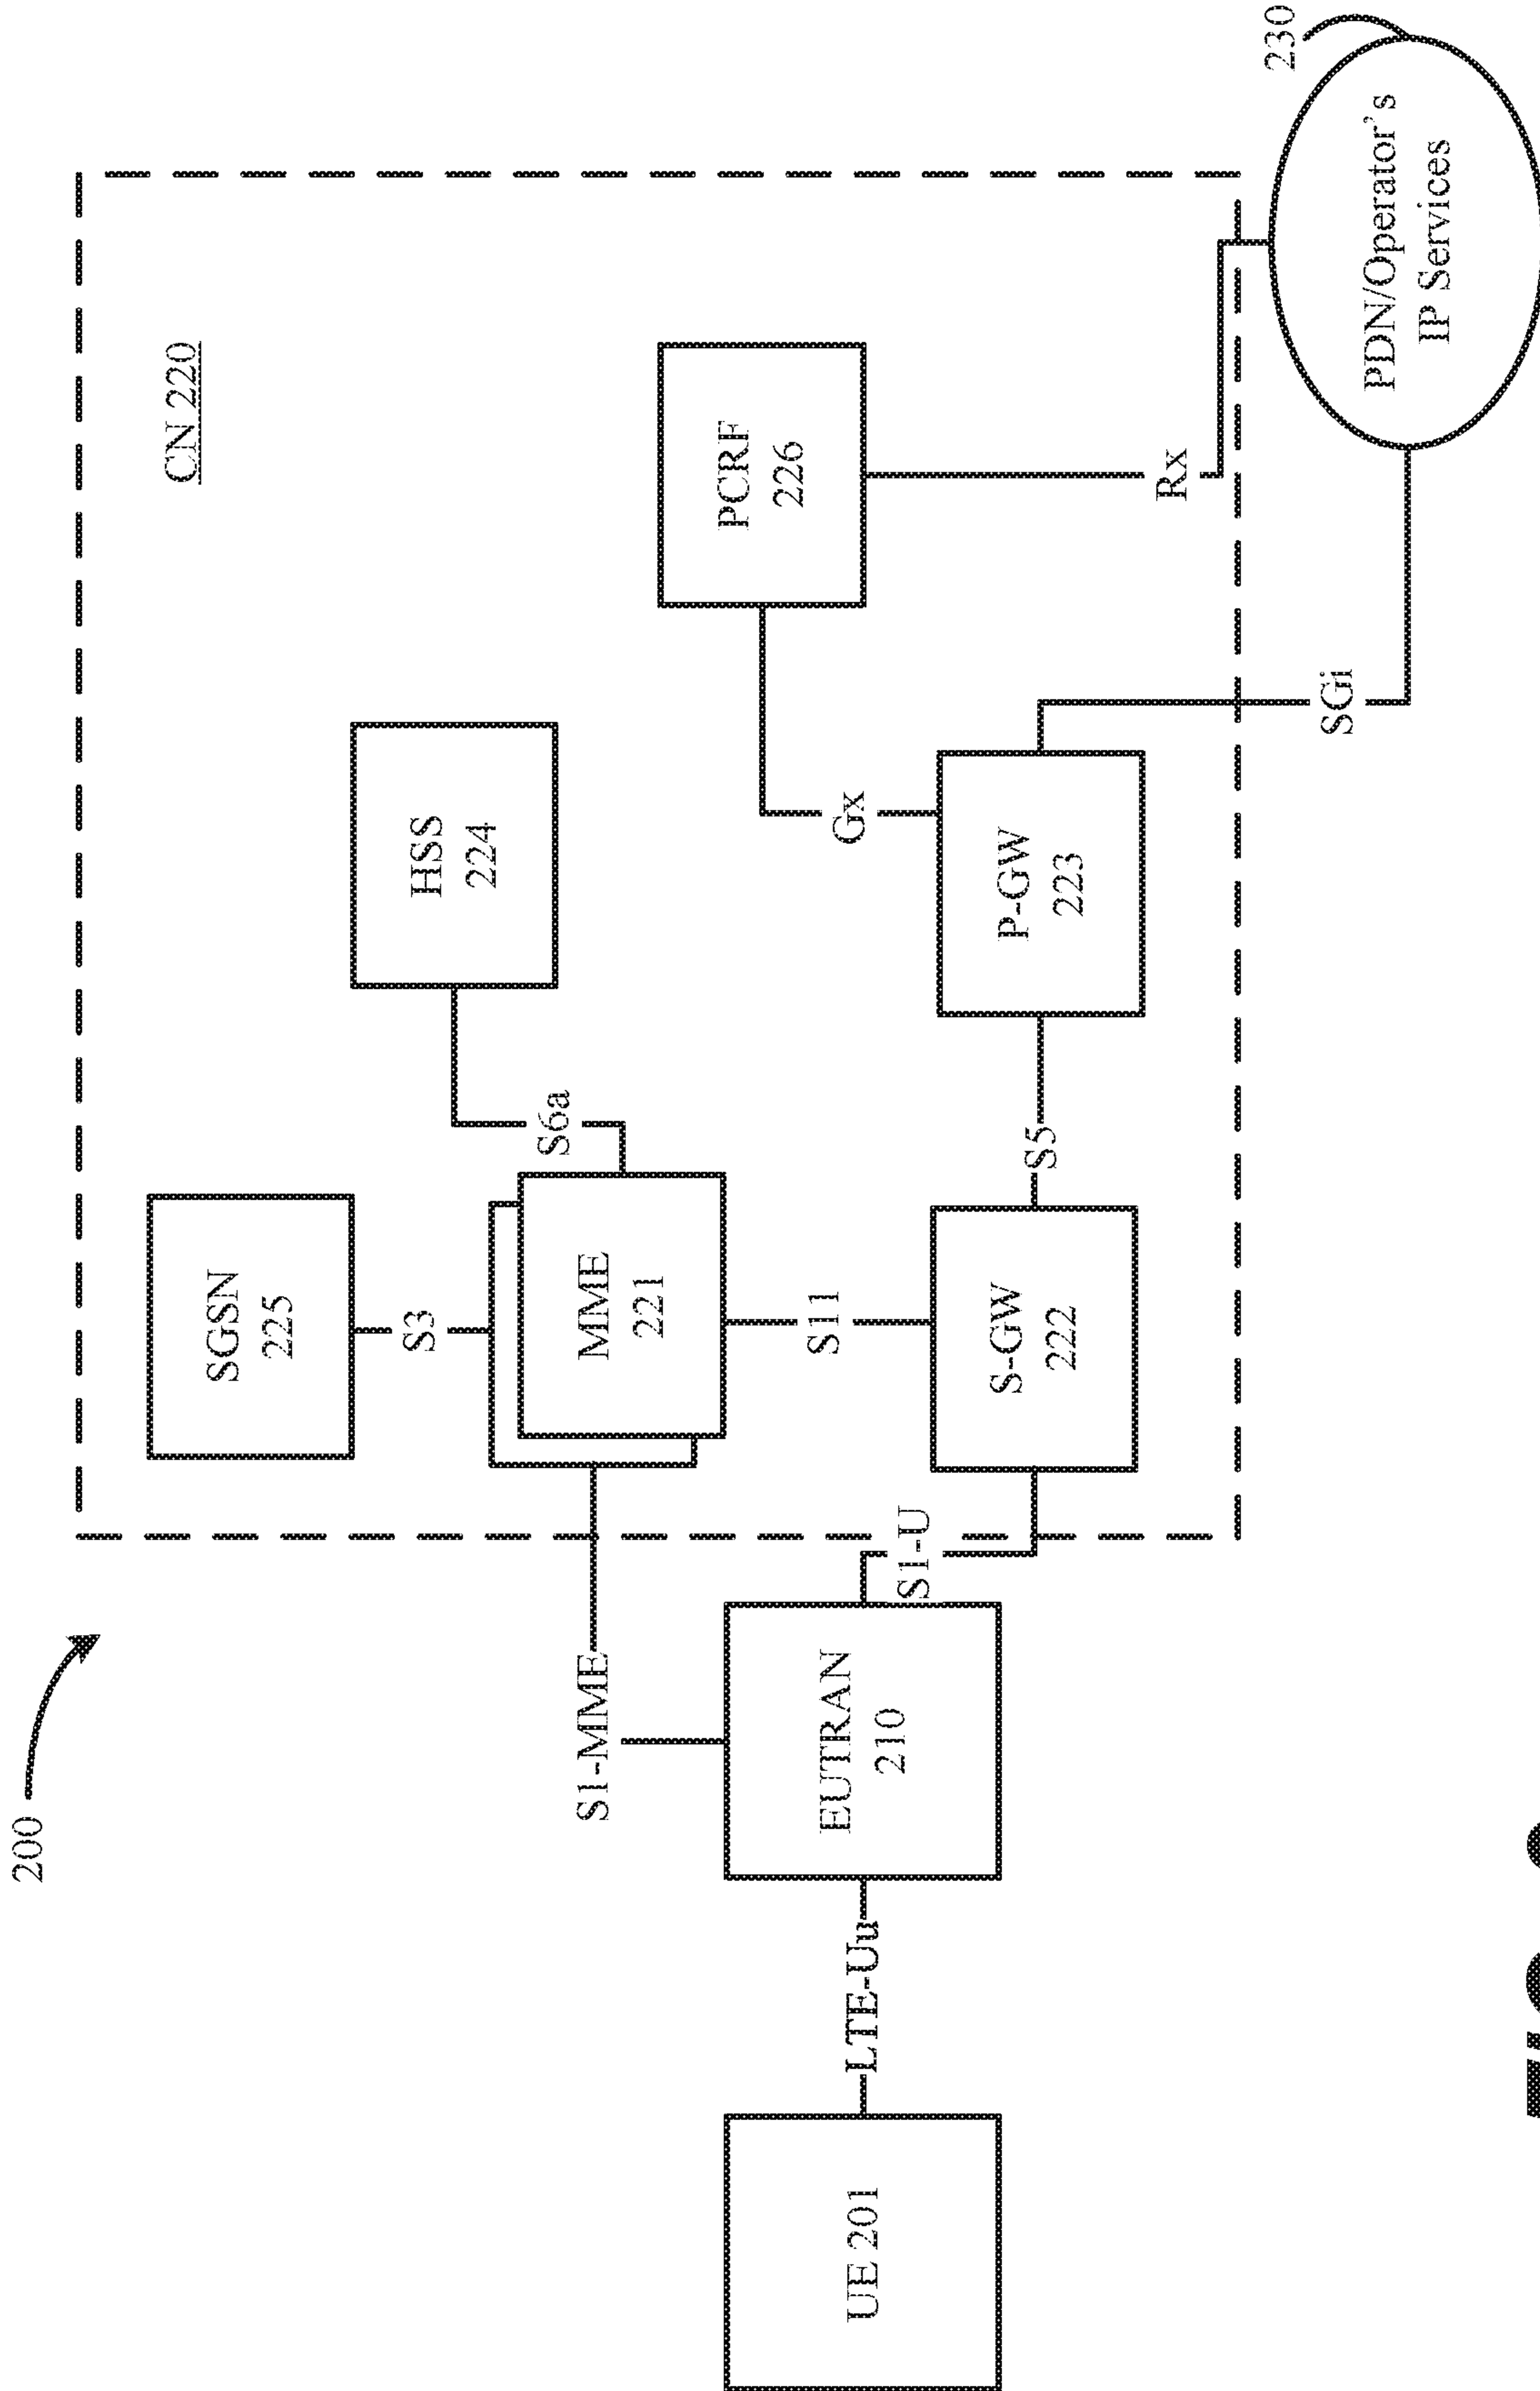 200
CN 220
SGSN
225
S3
HSS
224
S6a
S1-MME
MME
221
PCRF
226
Gx
S11
UE 201
LTE-Uu
EUTRAN
210
S1-U
S-GW
222
S5
P-GW
223
Rx
SGi
230
PDN/Operator's
IP Services